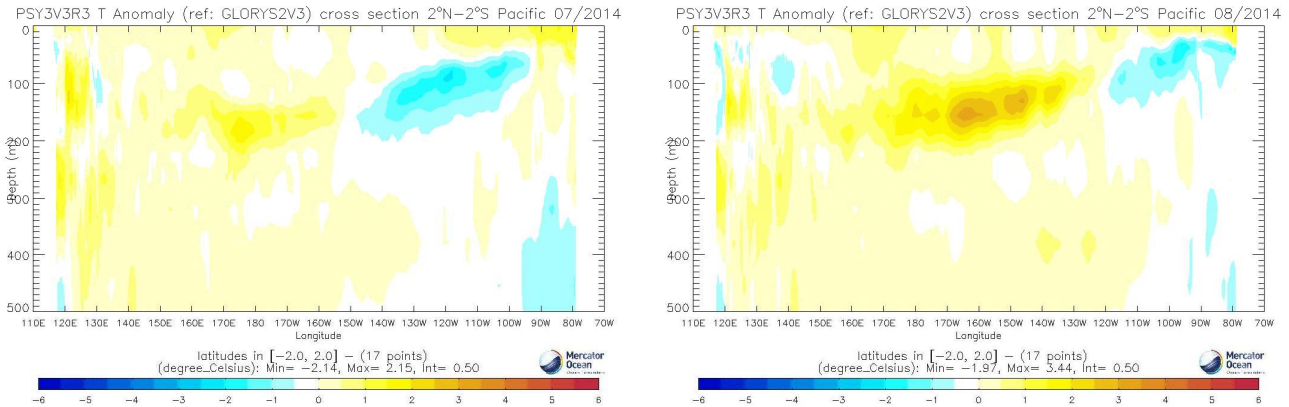 PSY3V3R3 T Anomaly (ref: GLORYS2V3) cross section 2°N-2°S Pacific 07/2014
0
100
200
300
400
500
Depth (m)
110E 120E 130E 140E 150E 160E 170E 180 170W 160W 150W 140W 130W 120W 110W 100W 90W 80W 70W
Longitude
latitudes in [-2.0, 2.0] - (17 points)
(degree_Celsius): Min= -2.14, Max= 2.15, Int= 0.50
Mercator
Ocean
-6 -5 -4 -3 -2 -1 0 1 2 3 4 5 6
PSY3V3R3 T Anomaly (ref: GLORYS2V3) cross section 2°N-2°S Pacific 08/2014
0
100
200
300
400
500
Depth (m)
110E 120E 130E 140E 150E 160E 170E 180 170W 160W 150W 140W 130W 120W 110W 100W 90W 80W 70W
Longitude
latitudes in [-2.0, 2.0] - (17 points)
(degree_Celsius): Min= -1.97, Max= 3.44, Int= 0.50
Mercator
Ocean
-6 -5 -4 -3 -2 -1 0 1 2 3 4 5 6